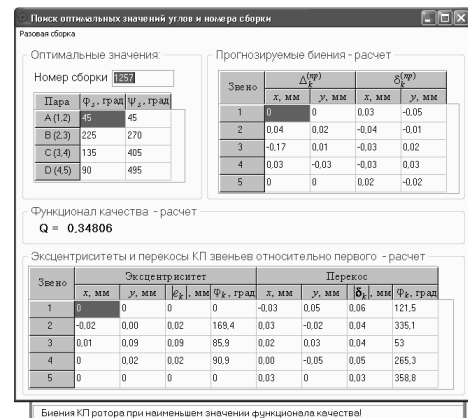 Поиск оптимальных значений углов и номера сборки
Разовая сборка
Оптимальные значения:
Номер сборки 1257
Пара φs, град ψs, град
A (1,2) 45 45
B (2,3) 225 270
C (3,4) 135 405
D (4,5) 90 495
Прогнозируемые биения - расчет
Звено Δk(пр) δk(пр)
x, мм y, мм x, мм y, мм
1 0 0 0,03 -0,05
2 0,04 0,02 -0,04 -0,01
3 -0,17 0,01 -0,03 0,02
4 0,03 -0,03 -0,03 0,03
5 0 0 0,02 -0,02
Функционал качества - расчет
Q = 0,34806
Эксцентриситеты и перекосы КП звеньев относительно первого - расчет
Звено Эксцентриситет Перекос
x, мм y, мм |ek|, мм φk, град x, мм y, мм |δk|, мм φk, град
1 0 0 0 0 -0,03 0,05 0,06 121,5
2 -0,02 0,00 0,02 169,4 0,03 -0,02 0,04 335,1
3 0,01 0,09 0,09 85,9 0,02 0,03 0,04 53
4 0 0,02 0,02 90,9 0,00 -0,05 0,05 265,3
5 0 0 0 0 0,03 0 0,03 358,8
Биения КП ротора при наименьшем значении функционала качества!